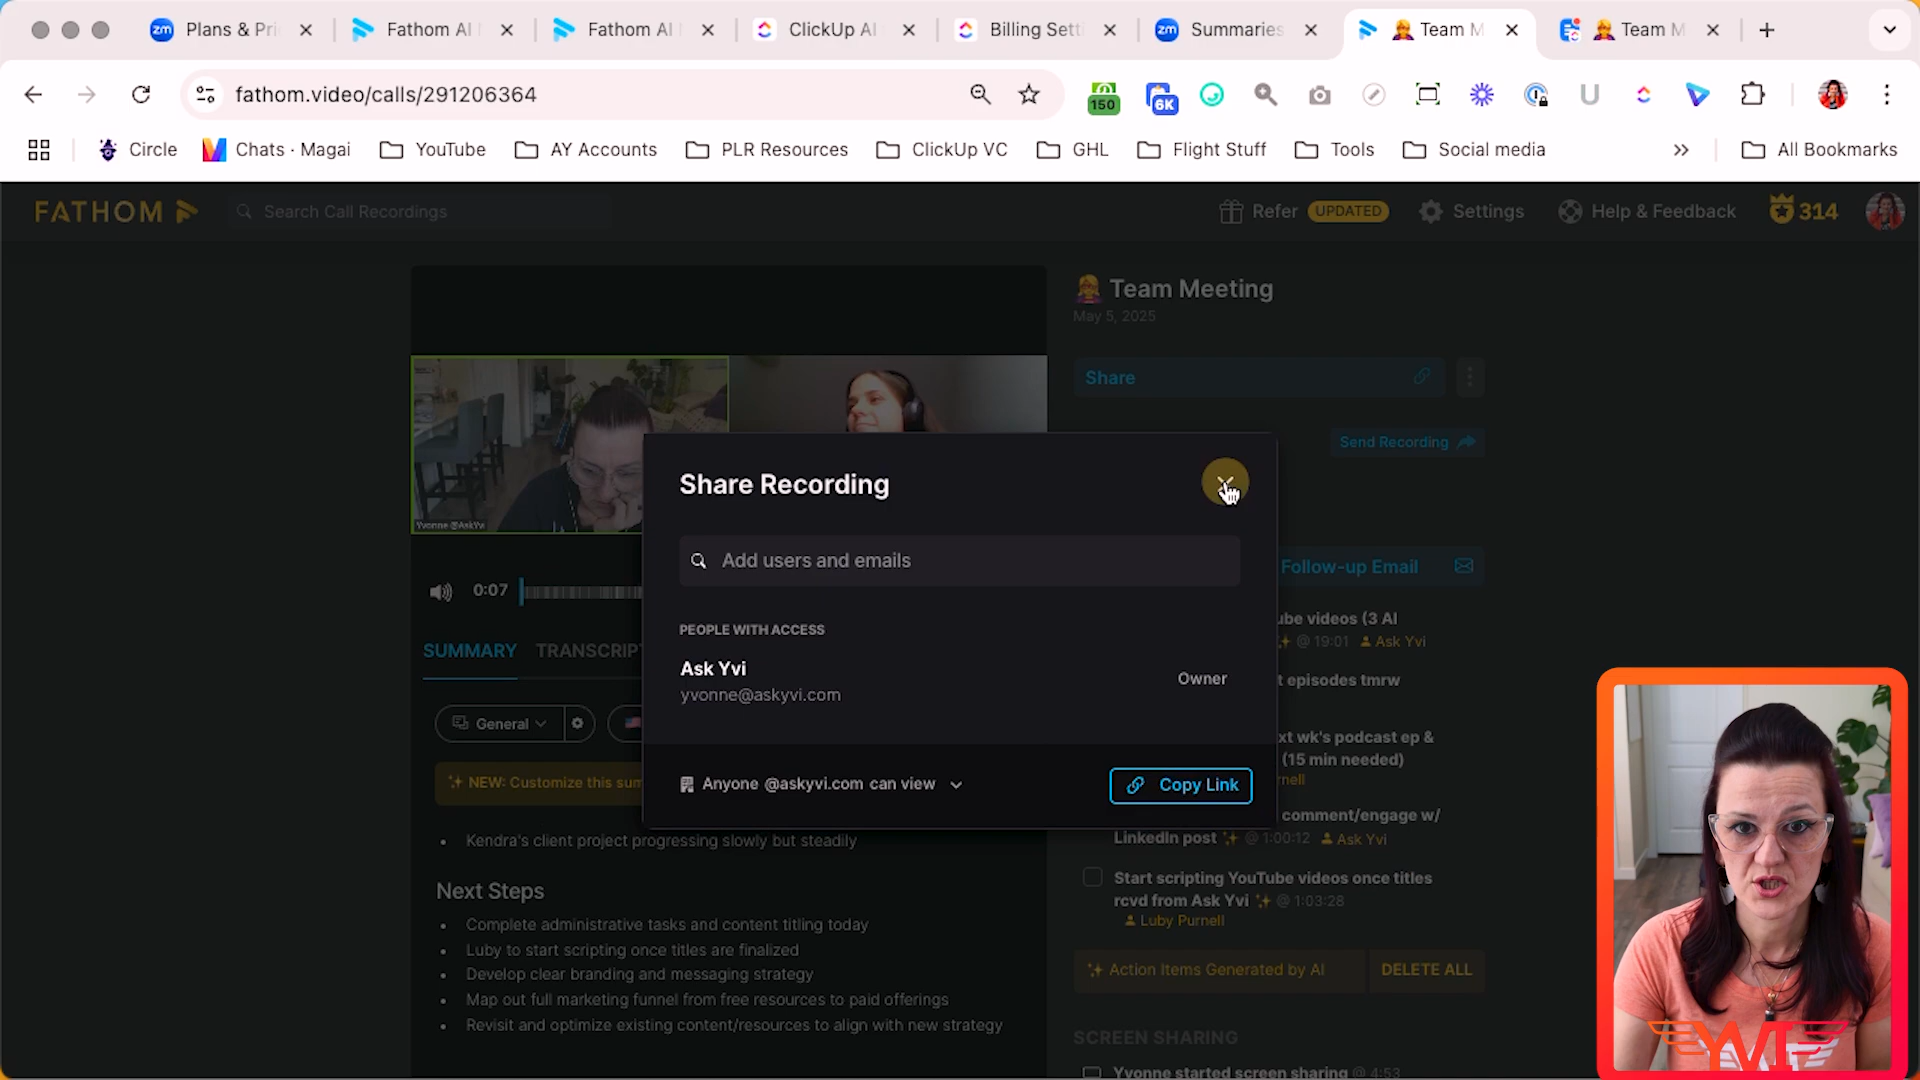 zm Plans & Pri
Fathom AI
Fathom AI
ClickUp AI
Billing Sett
zm Summaries
Team M
Team M
fathom.video/calls/291206364
150
6K
U
Circle
Chats · Magai
YouTube
AY Accounts
PLR Resources
ClickUp VC
GHL
Flight Stuff
Tools
Social media
All Bookmarks
FATHOM
Search Call Recordings
Refer UPDATED
Settings
Help & Feedback
314
Team Meeting
May 5, 2025
Share
Send Recording
Yvonne @AskYvi
Share Recording
Add users and emails
PEOPLE WITH ACCESS
Ask Yvi
Owner
yvonne@askyvi.com
Anyone @askyvi.com can view
Copy Link
0:07
SUMMARY
TRANSCRIPT
General
NEW: Customize this sum
Kendra's client project progressing slowly but steadily
Next Steps
Complete administrative tasks and content titling today
Luby to start scripting once titles are finalized
Develop clear branding and messaging strategy
Map out full marketing funnel from free resources to paid offerings
Revisit and optimize existing content/resources to align with new strategy
Follow-up Email
ube videos (3 AI
@ 19:01 Ask Yvi
t episodes tmrw
xt wk's podcast ep &
(15 min needed)
rnell
comment/engage w/
LinkedIn post @ 1:00:12 Ask Yvi
Start scripting YouTube videos once titles
rcvd from Ask Yvi @ 1:03:28
Luby Purnell
Action Items Generated by AI
DELETE ALL
SCREEN SHARING
Yvonne started screen sharing @ 4:53
YVI